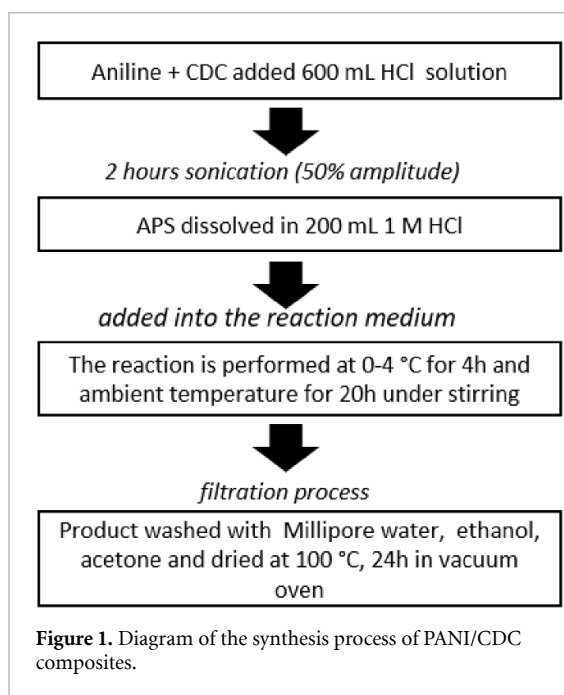 Aniline + CDC added 600 mL HCl solution
2 hours sonication (50% amplitude)
APS dissolved in 200 mL 1 M HCl
added into the reaction medium
The reaction is performed at 0-4 °C for 4h and
ambient temperature for 20h under stirring
filtration process
Product washed with Millipore water, ethanol,
acetone and dried at 100 °C, 24h in vacuum
oven
Figure 1. Diagram of the synthesis process of PANI/CDC
composites.